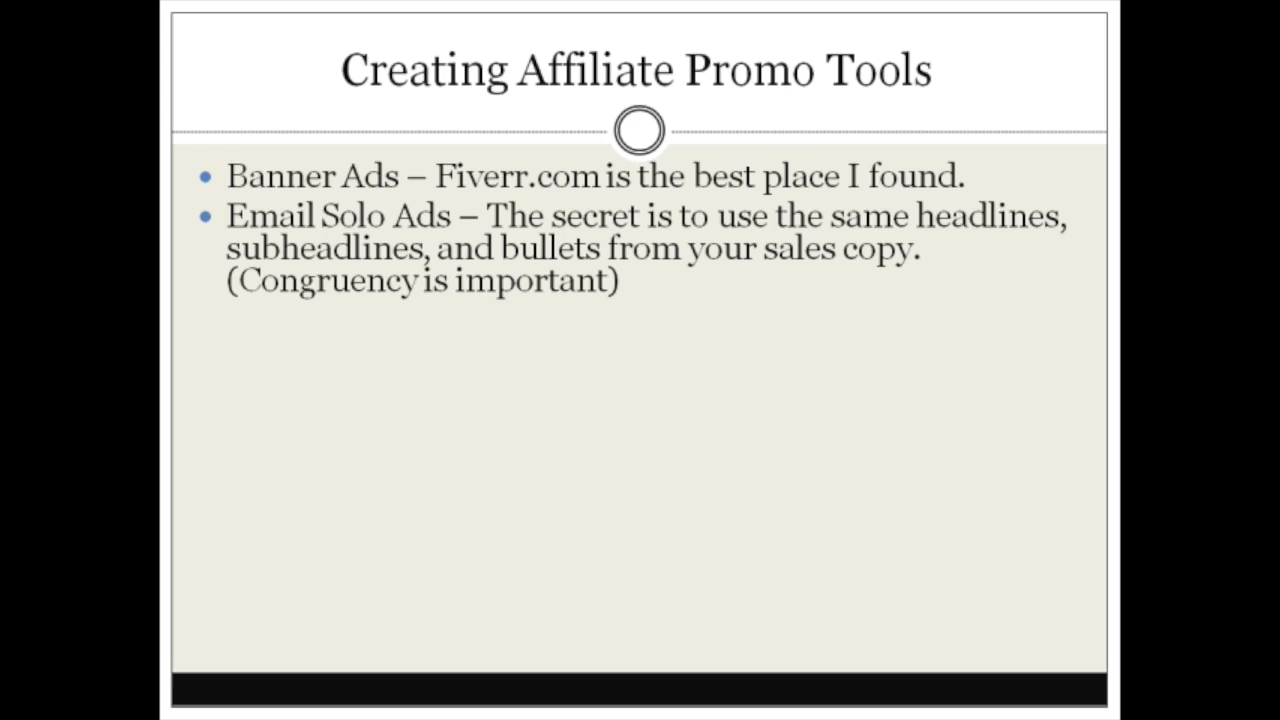 Creating Affiliate Promo Tools
• Banner Ads – Fiverr.com is the best place I found.
• Email Solo Ads – The secret is to use the same headlines,
subheadlines, and bullets from your sales copy.
(Congruency is important)